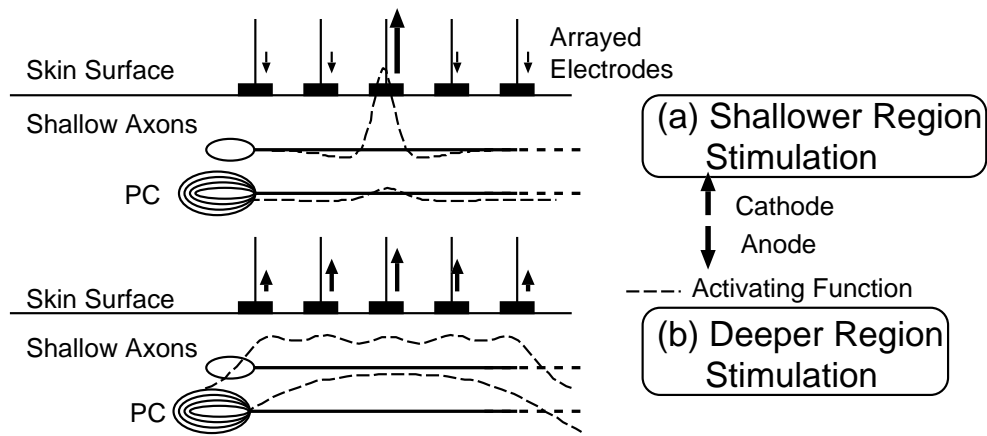 Arrayed
Electrodes
Skin Surface
Shallow Axons
PC
(a) Shallower Region
Stimulation
Cathode
Anode
Activating Function
Skin Surface
Shallow Axons
PC
(b) Deeper Region
Stimulation